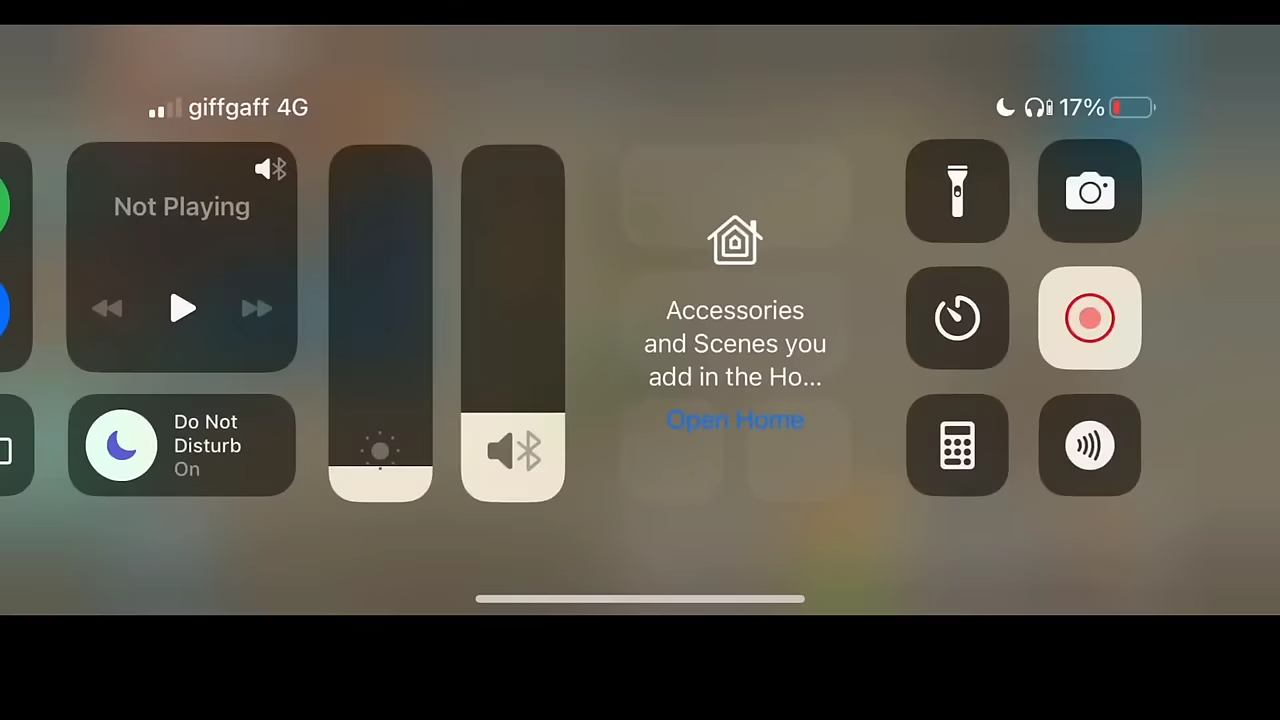 giffgaff 4G
17%
Not Playing
Do Not
Disturb
On
Accessories
and Scenes you
add in the Ho...
Open Home